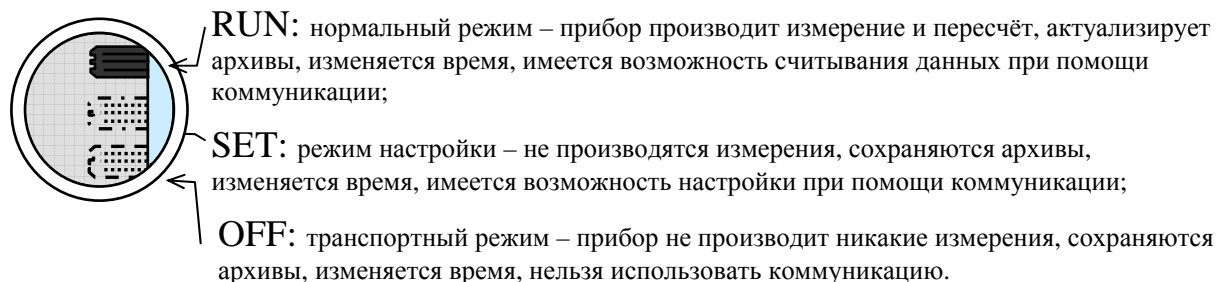 RUN: нормальный режим – прибор производит измерение и пересчёт, актуализирует
архивы, изменяется время, имеется возможность считывания данных при помощи
коммуникации;
SET: режим настройки – не производятся измерения, сохраняются архивы,
изменяется время, имеется возможность настройки при помощи коммуникации;
OFF: транспортный режим – прибор не производит никакие измерения, сохраняются
архивы, изменяется время, нельзя использовать коммуникацию.